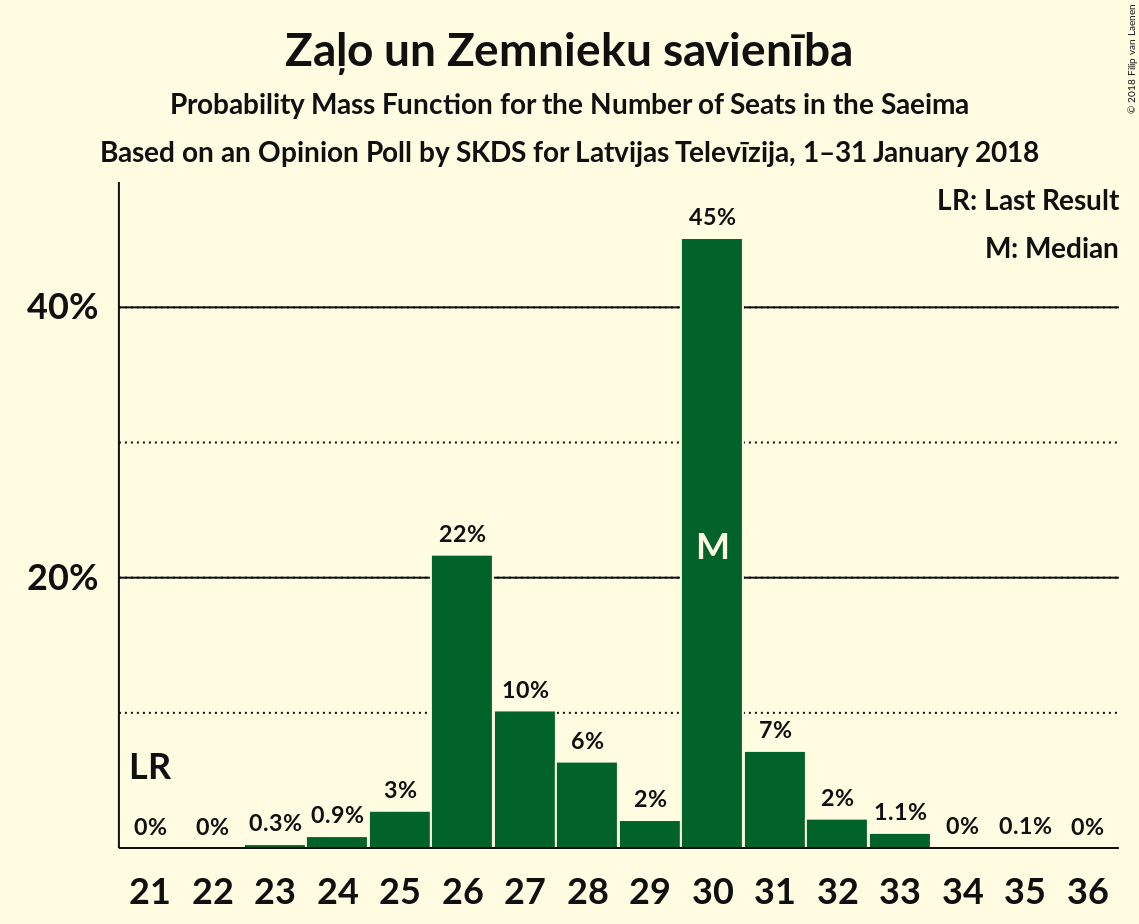 Zaļo un Zemnieku savienība
Probability Mass Function for the Number of Seats in the Saeima
Based on an Opinion Poll by SKDS for Latvijas Televīzija, 1–31 January 2018
© 2018 Filip van Laenen
LR: Last Result
M: Median
40%
20%
LR
0%
0%
0.3%
0.9%
3%
22%
10%
6%
2%
45%
M
7%
2%
1.1%
0%
0.1%
0%
21 22 23 24 25 26 27 28 29 30 31 32 33 34 35 36